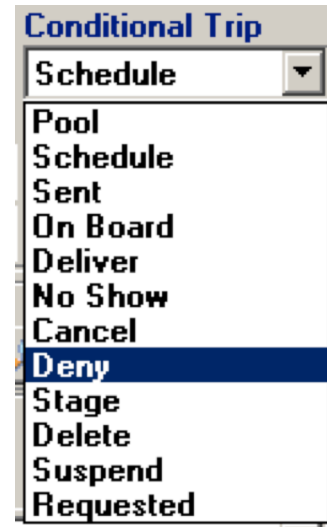 Conditional Trip
Schedule
Pool
Schedule
Sent
On Board
Deliver
No Show
Cancel
Deny
Stage
Delete
Suspend
Requested